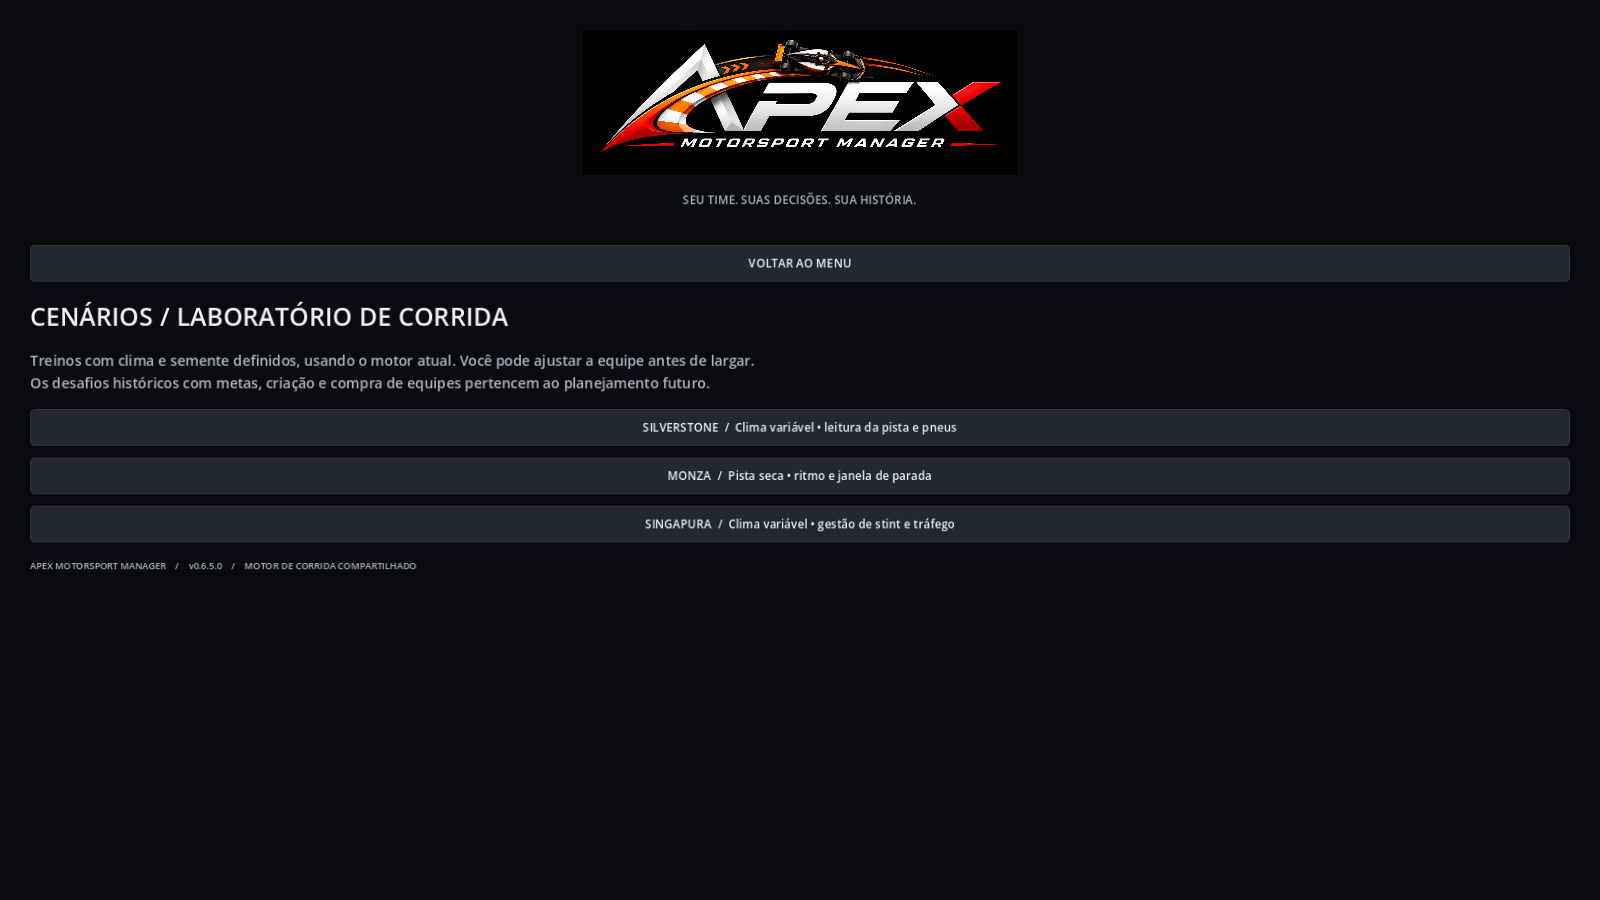 APEX
MOTORSPORT MANAGER
SEU TIME. SUAS DECISÕES. SUA HISTÓRIA.
VOLTAR AO MENU
CENÁRIOS / LABORATÓRIO DE CORRIDA
Treinos com clima e semente definidos, usando o motor atual. Você pode ajustar a equipe antes de largar.
Os desafios históricos com metas, criação e compra de equipes pertencem ao planejamento futuro.
SILVERSTONE / Clima variável • leitura da pista e pneus
MONZA / Pista seca • ritmo e janela de parada
SINGAPURA / Clima variável • gestão de stint e tráfego
APEX MOTORSPORT MANAGER / v0.6.5.0 / MOTOR DE CORRIDA COMPARTILHADO